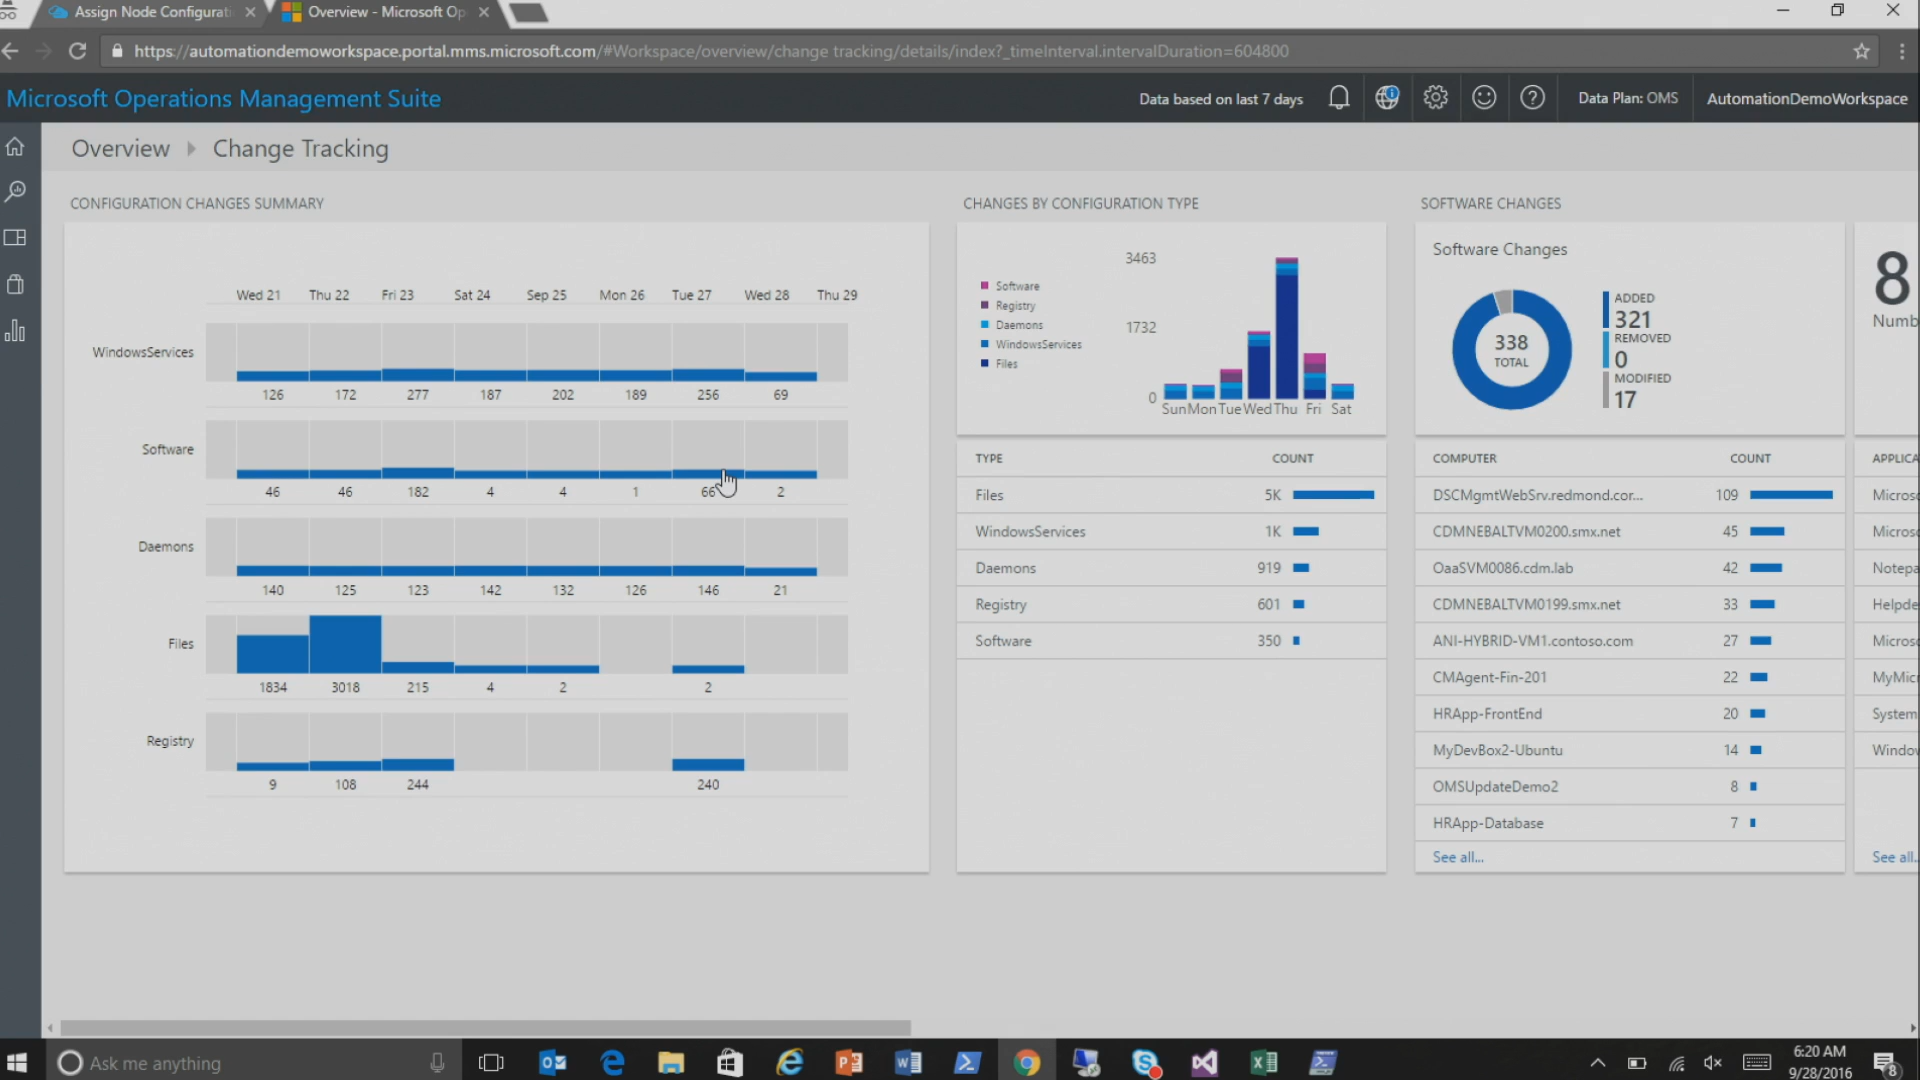 Assign Node Configurati
Overview - Microsoft Op
https://automationdemoworkspace.portal.mms.microsoft.com/#Workspace/overview/change tracking/details/index?_timeInterval.intervalDuration=604800
Microsoft Operations Management Suite
Data based on last 7 days
Data Plan: OMS
AutomationDemoWorkspace
Overview
Change Tracking
CONFIGURATION CHANGES SUMMARY
Wed 21 Thu 22 Fri 23 Sat 24 Sep 25 Mon 26 Tue 27 Wed 28 Thu 29
WindowsServices
126 172 277 187 202 189 256 69
Software
46 46 182 4 4 1 66 2
Daemons
140 125 123 142 132 126 146 21
Files
1834 3018 215 4 2 2
Registry
9 108 244 240
CHANGES BY CONFIGURATION TYPE
Software
Registry
Daemons
WindowsServices
Files
3463
1732
0
Sun Mon Tue Wed Thu Fri Sat
TYPE COUNT
Files 5K
WindowsServices 1K
Daemons 919
Registry 601
Software 350
SOFTWARE CHANGES
Software Changes
338
TOTAL
ADDED
321
REMOVED
0
MODIFIED
17
COMPUTER COUNT
DSCMgmtWebSrv.redmond.cor... 109
CDMNEBALTVM0200.smx.net 45
OaaSVM0086.cdm.lab 42
CDMNEBALTVM0199.smx.net 33
ANI-HYBRID-VM1.contoso.com 27
CMAgent-Fin-201 22
HRApp-FrontEnd 20
MyDevBox2-Ubuntu 14
OMSUpdateDemo2 8
HRApp-Database 7
See all...
8
Numb
APPLICA
Microso
Microso
Notepa
Helpde
Microso
MyMicr
System
Windo
See all..
Ask me anything
6:20 AM
9/28/2016
8